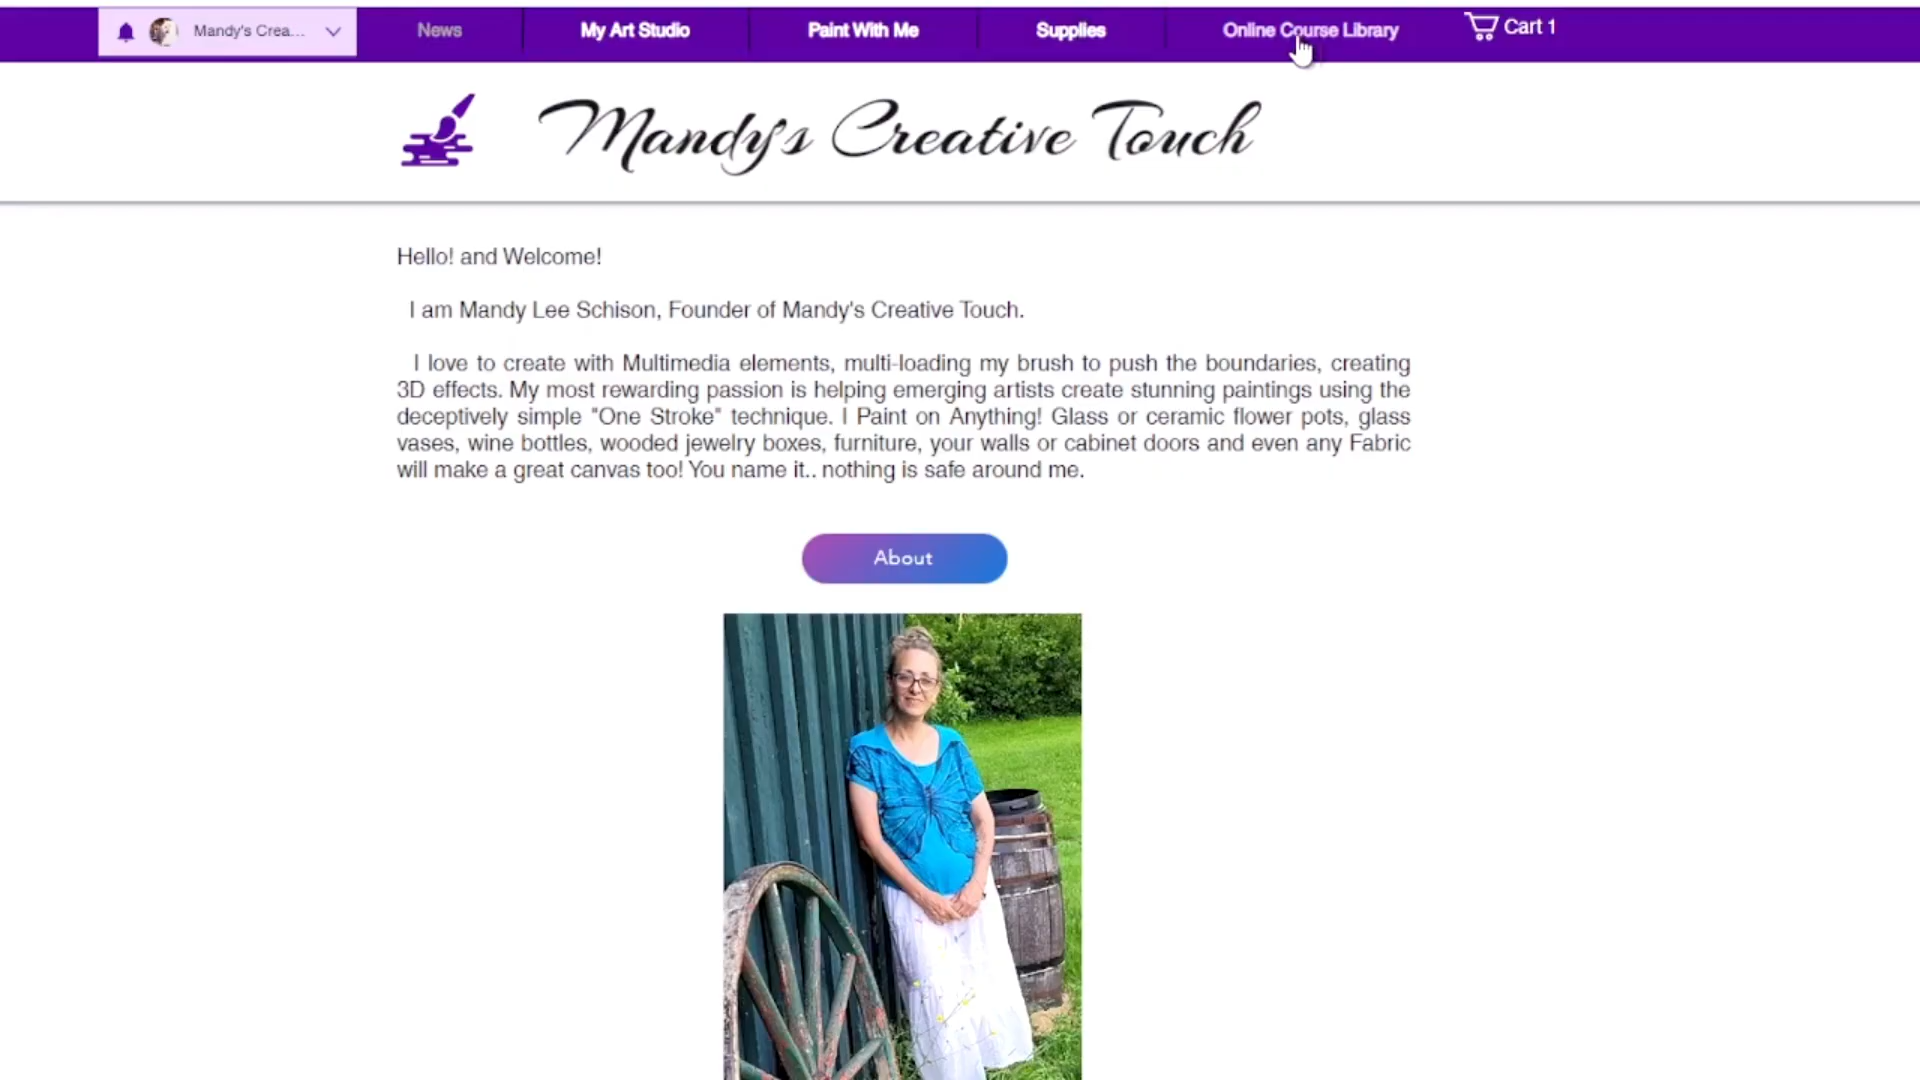 Mandy's Crea...
News
My Art Studio
Paint With Me
Supplies
Online Course Library
Cart 1
Mandy's Creative Touch
Hello! and Welcome!
I am Mandy Lee Schison, Founder of Mandy's Creative Touch.
I love to create with Multimedia elements, multi-loading my brush to push the boundaries, creating
3D effects. My most rewarding passion is helping emerging artists create stunning paintings using the
deceptively simple "One Stroke" technique. I Paint on Anything! Glass or ceramic flower pots, glass
vases, wine bottles, wooded jewelry boxes, furniture, your walls or cabinet doors and even any Fabric
will make a great canvas too! You name it.. nothing is safe around me.
About